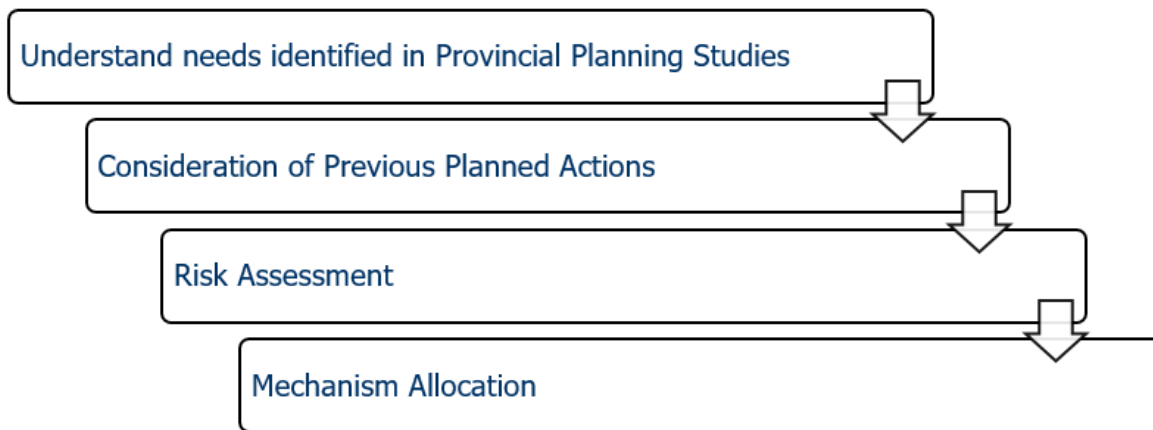 Understand needs identified in Provincial Planning Studies
Consideration of Previous Planned Actions
Risk Assessment
Mechanism Allocation